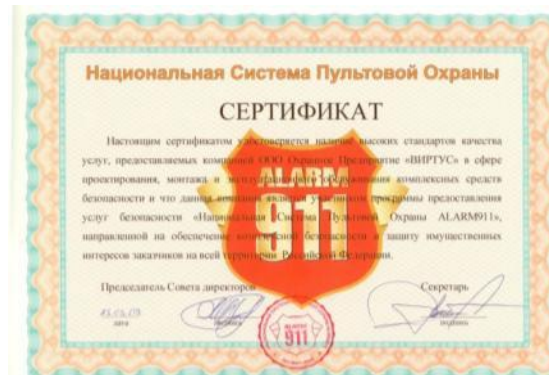 Национальная Система Пультовой Охраны
СЕРТИФИКАТ
Настоящим сертификатом удостоверяется наличие высоких стандартов качества
услуг, предоставляемых компанией ООО Охранное Предприятие «ВИРТУС» в сфере
проектирования, монтажа и эксплуатационного обслуживания комплексных средств
безопасности и что данная компания является участником программы предоставления
услуг безопасности «Национальная Система Пультовой Охраны ALARM911»,
направленной на обеспечение комплексной безопасности и защиту имущественных
интересов заказчиков на всей территории Российской Федерации.
ALARM
911
Председатель Совета директоров Секретарь
дата подпись подпись
911